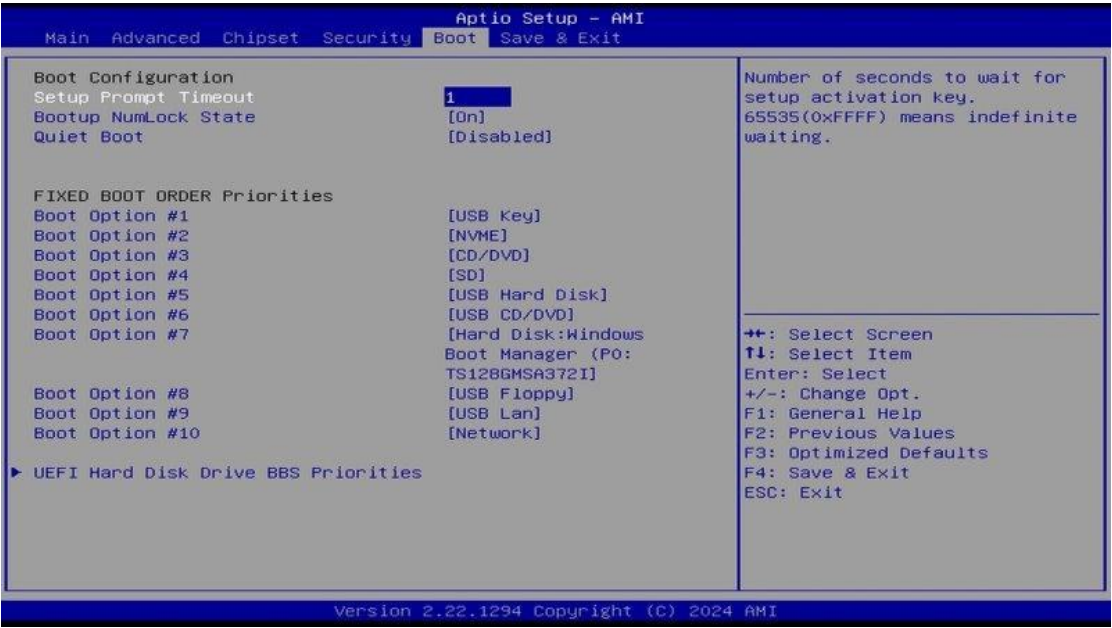 Aptio Setup – AMI
Main Advanced Chipset Security Boot Save & Exit
Boot Configuration
Setup Prompt Timeout 1
Bootup NumLock State [On]
Quiet Boot [Disabled]
FIXED BOOT ORDER Priorities
Boot Option #1 [USB Key]
Boot Option #2 [NVME]
Boot Option #3 [CD/DVD]
Boot Option #4 [SD]
Boot Option #5 [USB Hard Disk]
Boot Option #6 [USB CD/DVD]
Boot Option #7 [Hard Disk:Windows
Boot Manager (P0:
TS128GMSA372I]
Boot Option #8 [USB Floppy]
Boot Option #9 [USB Lan]
Boot Option #10 [Network]
▶ UEFI Hard Disk Drive BBS Priorities
Number of seconds to wait for
setup activation key.
65535(0xFFFF) means indefinite
waiting.
→←: Select Screen
↑↓: Select Item
Enter: Select
+/-: Change Opt.
F1: General Help
F2: Previous Values
F3: Optimized Defaults
F4: Save & Exit
ESC: Exit
Version 2.22.1294 Copyright (C) 2024 AMI